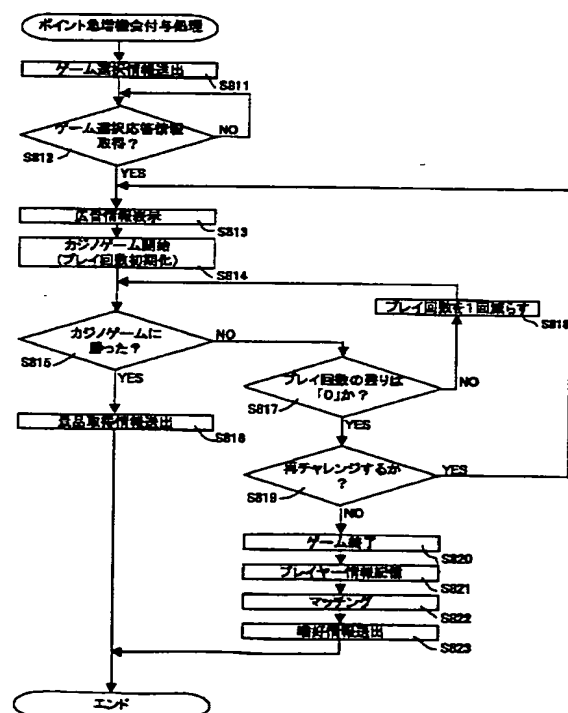 ポイント急増機会付与処理
ゲーム選択情報送出
S811
ゲーム選択応答情報
取得？
NO
S812
YES
広告情報表示
S813
カジノゲーム開始
(プレイ回数初期化)
S814
プレイ回数を1回減らす
S818
カジノゲームに
勝った？
NO
S815
YES
プレイ回数の残りは
「0」か？
NO
S817
YES
景品取得情報送出
S816
再チャレンジするか
？
YES
S819
NO
ゲーム終了
S820
プレイヤー情報記憶
S821
マッチング
S822
嗜好情報送出
S823
エンド